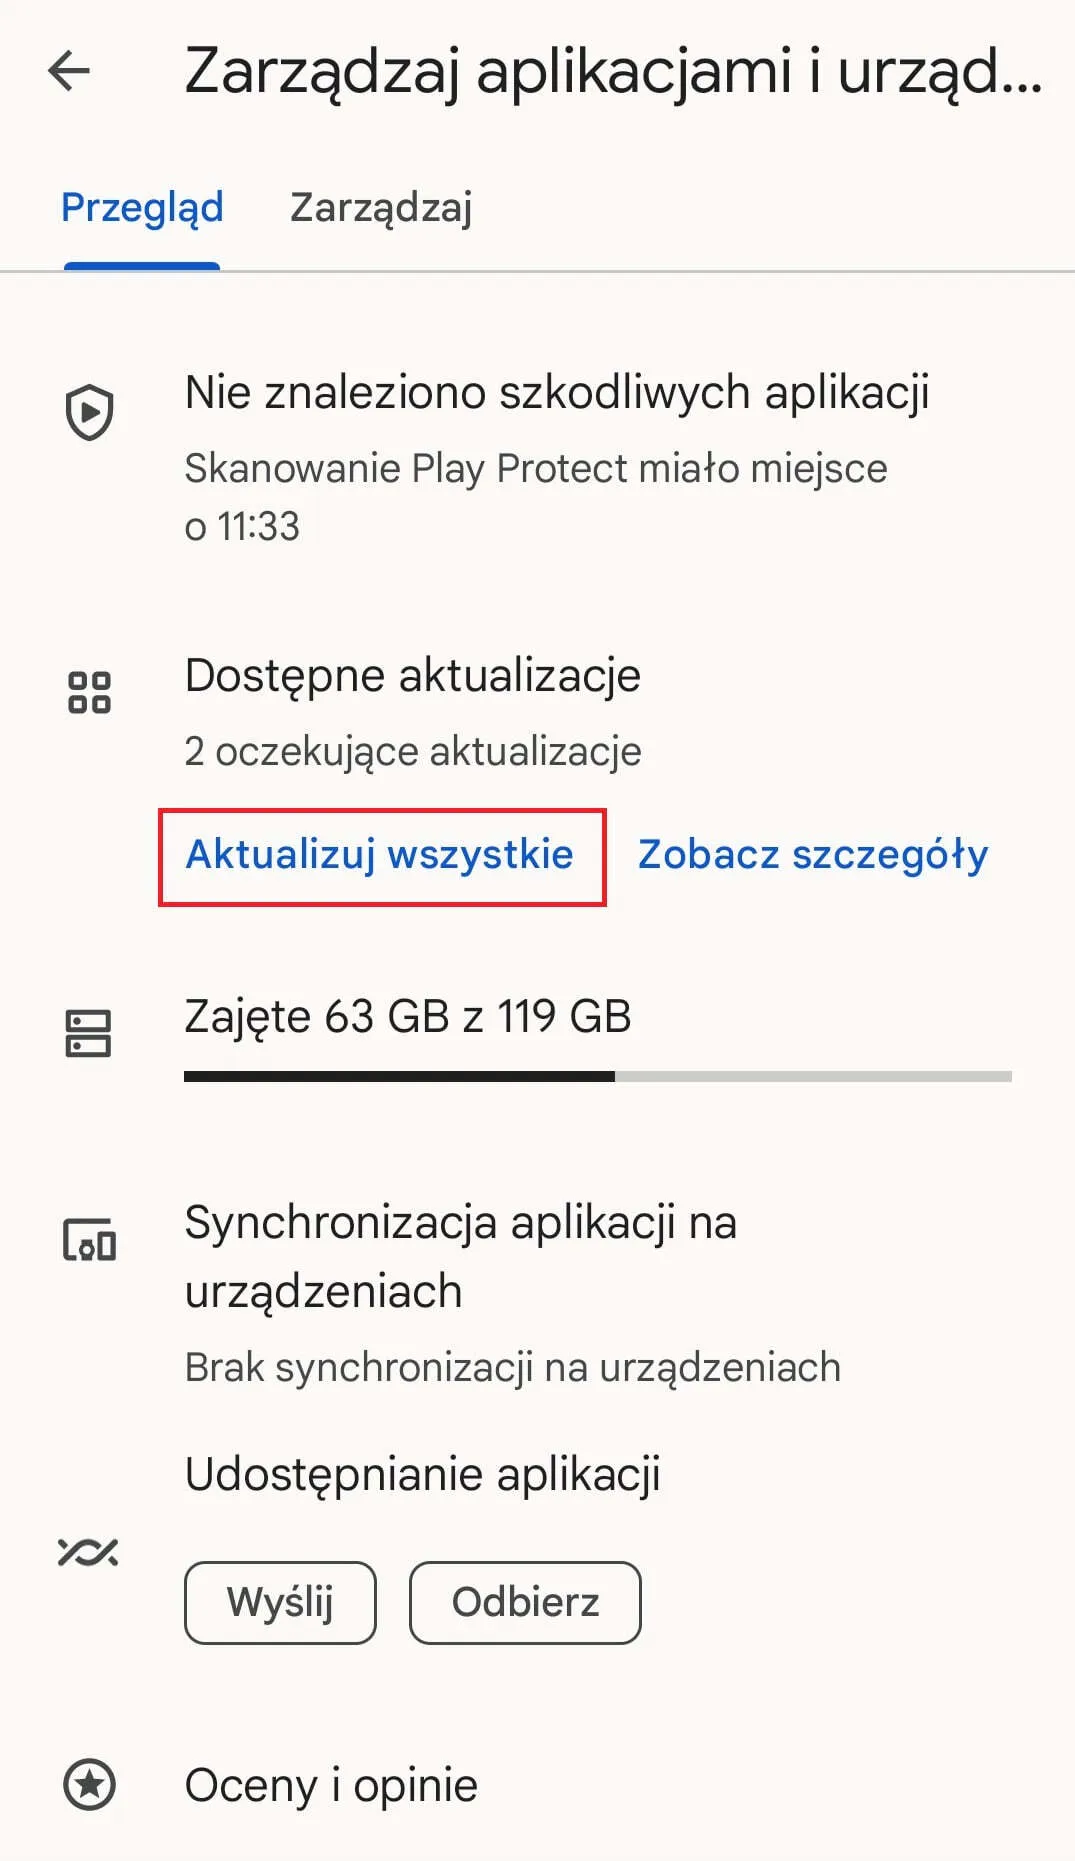 Zarządzaj aplikacjami i urząd...
Przegląd Zarządzaj
Nie znaleziono szkodliwych aplikacji
Skanowanie Play Protect miało miejsce
o 11:33
Dostępne aktualizacje
2 oczekujące aktualizacje
Aktualizuj wszystkie Zobacz szczegóły
Zajęte 63 GB z 119 GB
Synchronizacja aplikacji na
urządzeniach
Brak synchronizacji na urządzeniach
Udostępnianie aplikacji
Wyślij Odbierz
Oceny i opinie